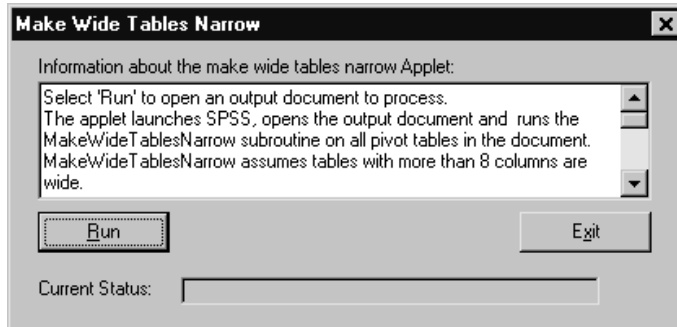 Make Wide Tables Narrow
Information about the make wide tables narrow Applet:
Select 'Run' to open an output document to process.
The applet launches SPSS, opens the output document and runs the
MakeWideTablesNarrow subroutine on all pivot tables in the document.
MakeWideTablesNarrow assumes tables with more than 8 columns are
wide.
Run
Exit
Current Status: